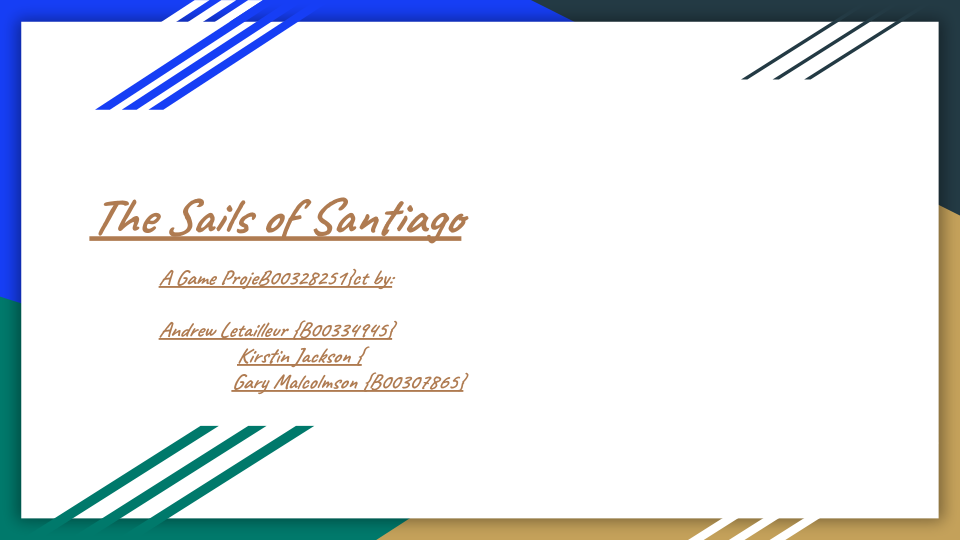 The Sails of Santiago
A Game ProjeB00328251}ct by:
Andrew Letailleur {B00334945}
Kirstin Jackson {
Gary Malcolmson {B00307865}